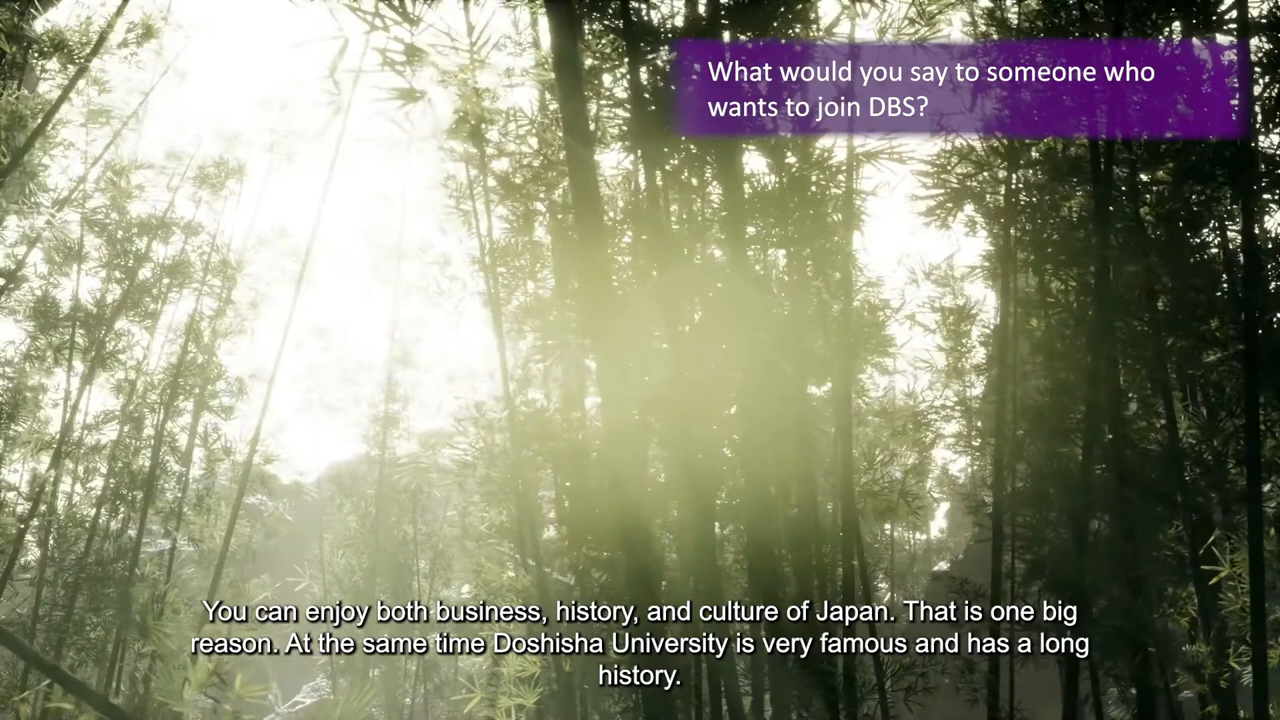 What would you say to someone who
wants to join DBS?
You can enjoy both business, history, and culture of Japan. That is one big
reason. At the same time Doshisha University is very famous and has a long
history.